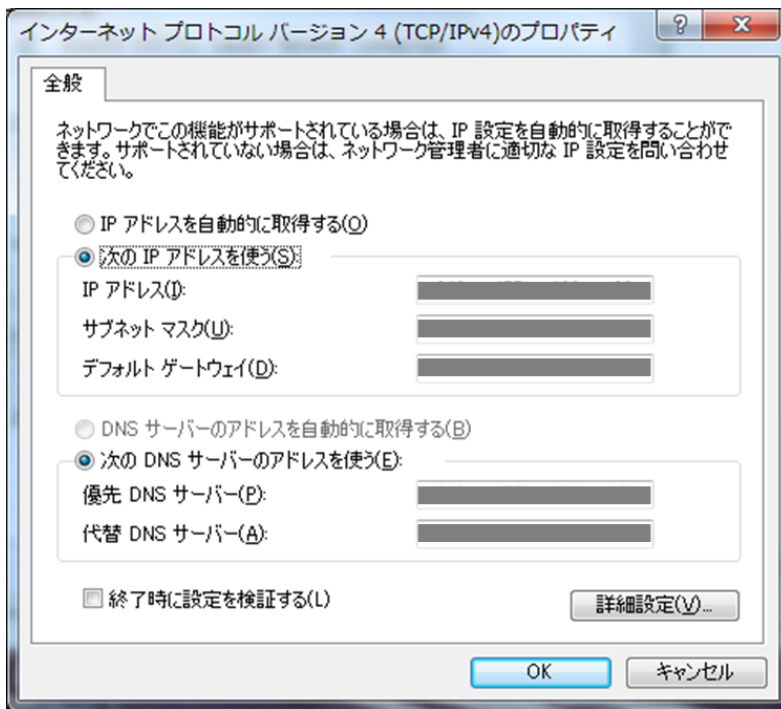 インターネット プロトコル バージョン 4 (TCP/IPv4)のプロパティ
全般
ネットワークでこの機能がサポートされている場合は、IP 設定を自動的に取得することがで
きます。サポートされていない場合は、ネットワーク管理者に適切な IP 設定を問い合わせ
てください。
IP アドレスを自動的に取得する(O)
次の IP アドレスを使う(S):
IP アドレス(I):
サブネット マスク(U):
デフォルト ゲートウェイ(D):
DNS サーバーのアドレスを自動的に取得する(B)
次の DNS サーバーのアドレスを使う(E):
優先 DNS サーバー(P):
代替 DNS サーバー(A):
終了時に設定を検証する(L)
詳細設定(V)...
OK
キャンセル